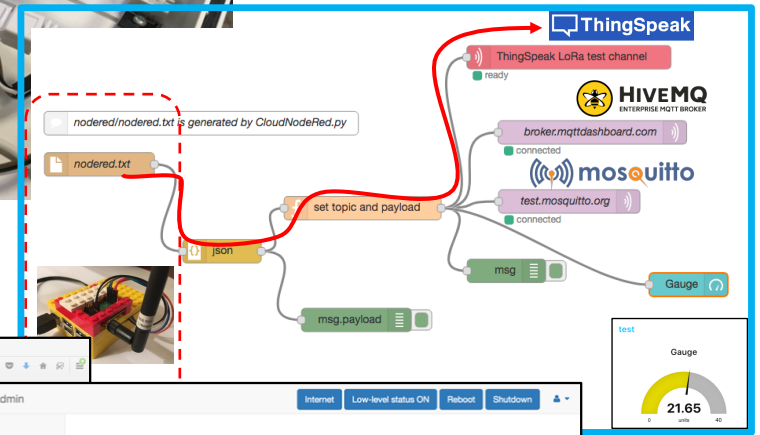 ThingSpeak
ThingSpeak LoRa test channel
ready
HIVEMQ
ENTERPRISE MQTT BROKER
nodered/nodered.txt is generated by CloudNodeRed.py
broker.mqttdashboard.com
connected
nodered.txt
mosquitto
set topic and payload
test.mosquitto.org
connected
{}
json
msg
Gauge
msg.payload
test
Gauge
21.65
0
units
40
dmin
Internet
Low-level status ON
Reboot
Shutdown